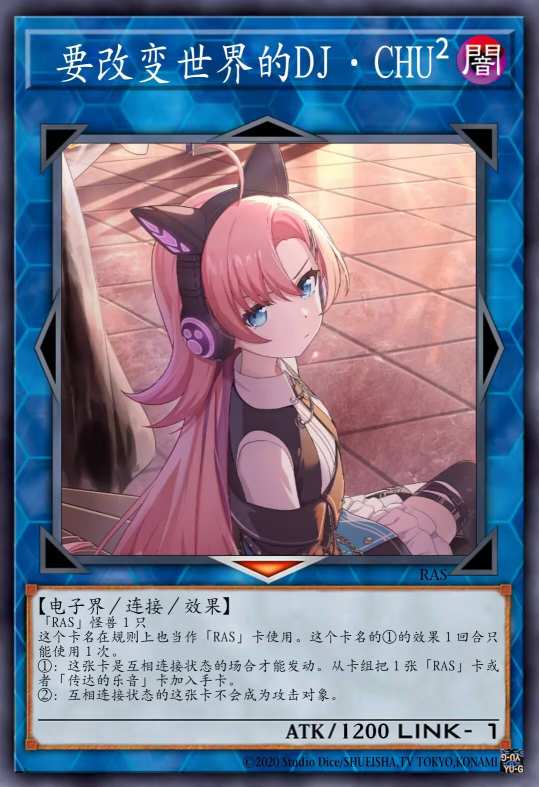 要改变世界的DJ·CHU² 闇
RAS
【电子界／连接／效果】
「RAS」怪兽1只
这个卡名在规则上也当作「RAS」卡使用。这个卡名的①的效果1回合只
能使用1次。
①：这张卡是互相连接状态的场合才能发动。从卡组把1张「RAS」卡或
者「传达的乐音」卡加入手卡。
②：互相连接状态的这张卡不会成为攻击对象。
ATK/1200 LINK- 1
©2020 Studio Dice/SHUEISHA,TV TOKYO,KONAMI